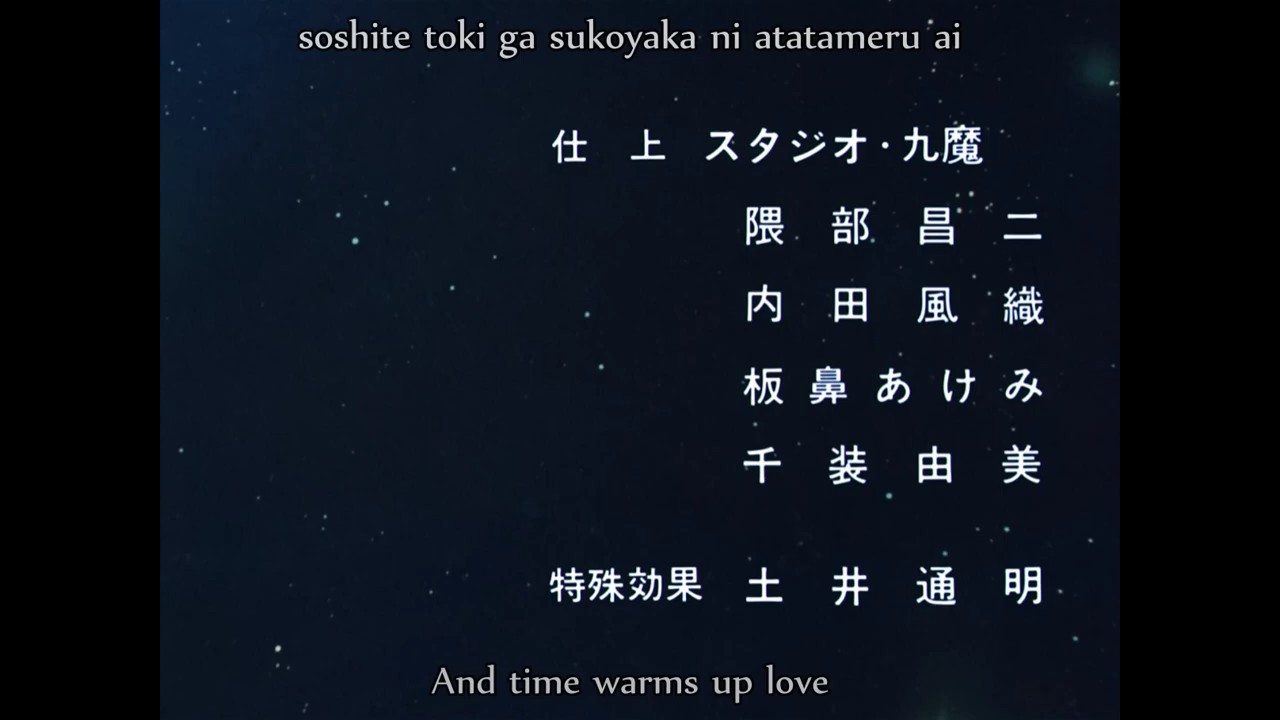 soshite toki ga sukoyaka ni atatameru ai
仕 上 スタジオ・九魔
隈 部 昌 二
内 田 風 織
板 鼻 あ け み
千 装 由 美
特殊効果 土 井 通 明
And time warms up love